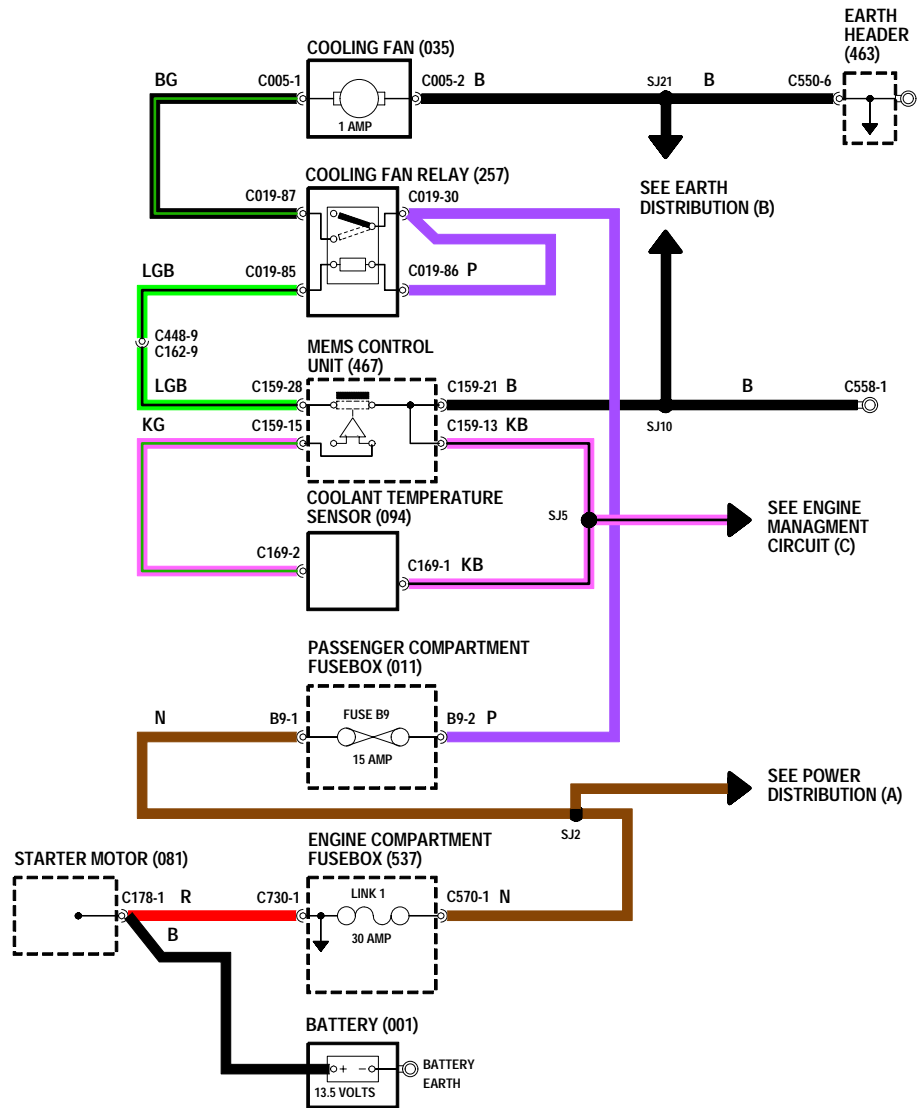 EARTH
HEADER
(463)
COOLING FAN (035)
BG
C005-1
C005-2 B
SJ21
B
C550-6
1 AMP
COOLING FAN RELAY (257)
C019-87
C019-30
SEE EARTH
DISTRIBUTION (B)
LGB
C019-85
C019-86 P
C448-9
C162-9
MEMS CONTROL
UNIT (467)
LGB
C159-28
C159-21 B
B
C558-1
KG
C159-15
C159-13 KB
SJ10
COOLANT TEMPERATURE
SENSOR (094)
SJ5
SEE ENGINE
MANAGMENT
CIRCUIT (C)
C169-2
C169-1 KB
PASSENGER COMPARTMENT
FUSEBOX (011)
N
B9-1
FUSE B9
B9-2 P
15 AMP
SEE POWER
DISTRIBUTION (A)
SJ2
ENGINE COMPARTMENT
FUSEBOX (537)
STARTER MOTOR (081)
C178-1 R
C730-1
LINK 1
C570-1 N
B
30 AMP
BATTERY (001)
+ −
BATTERY
EARTH
13.5 VOLTS